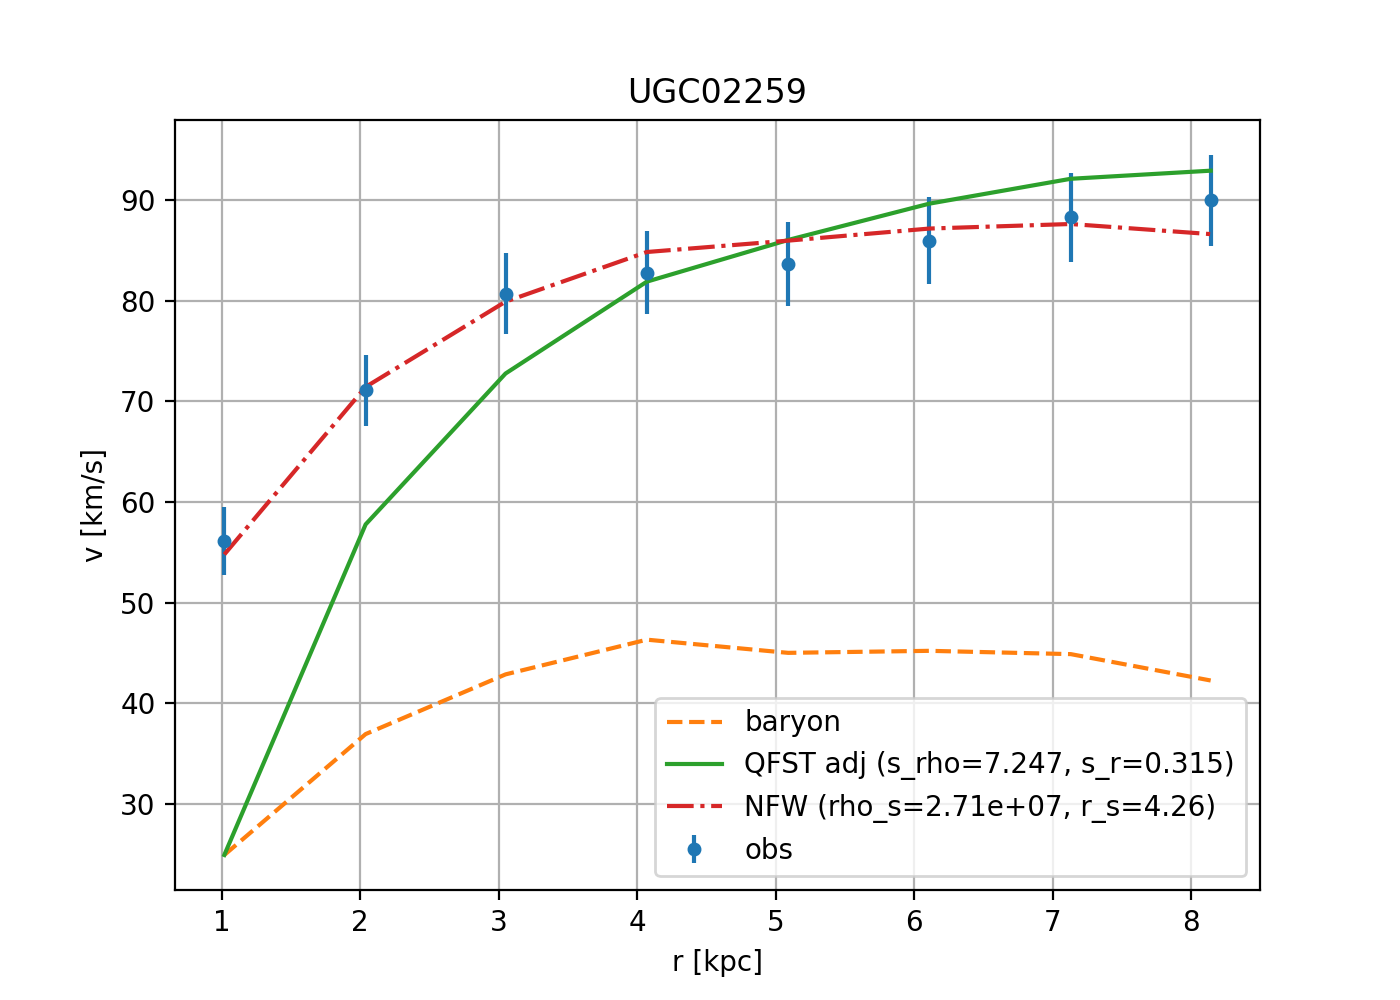 UGC02259
v [km/s]
90
80
70
60
50
40
30
baryon
QFST adj (s_rho=7.247, s_r=0.315)
NFW (rho_s=2.71e+07, r_s=4.26)
obs
1 2 3 4 5 6 7 8
r [kpc]